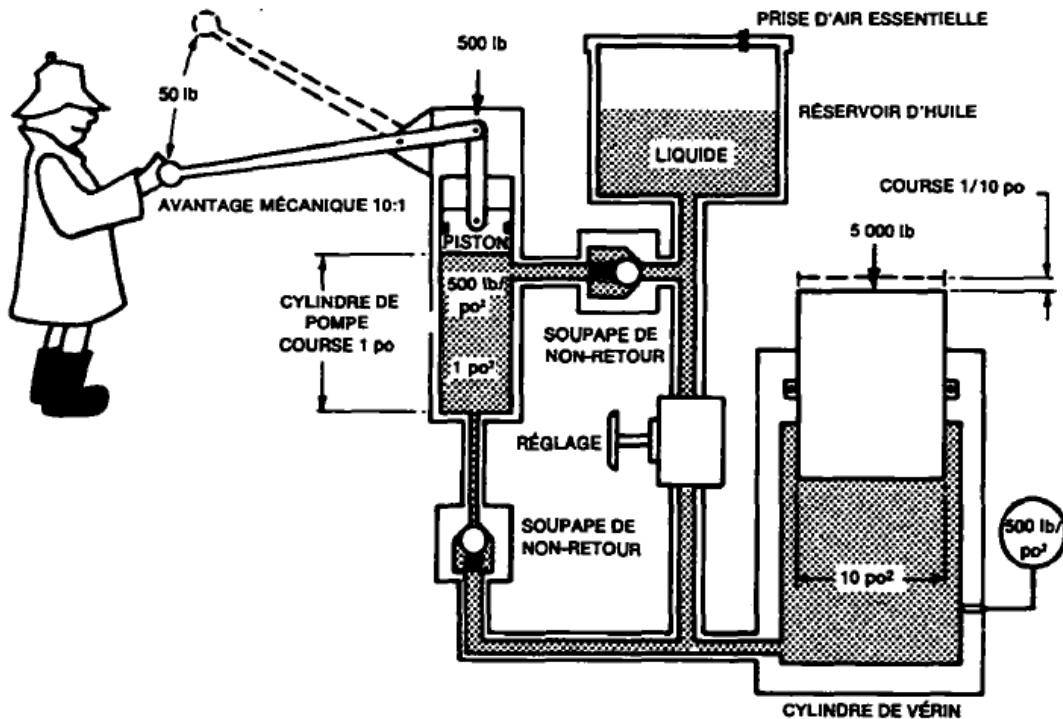 PRISE D'AIR ESSENTIELLE
500 lb
50 lb
RÉSERVOIR D'HUILE
LIQUIDE
COURSE 1/10 po
AVANTAGE MÉCANIQUE 10:1
5 000 lb
PISTON
500 lb/
po²
CYLINDRE DE
POMPE
COURSE 1 po
SOUPAPE DE
NON-RETOUR
1 po²
RÉGLAGE
SOUPAPE DE
NON-RETOUR
500 lb/
po²
10 po²
CYLINDRE DE VÉRIN